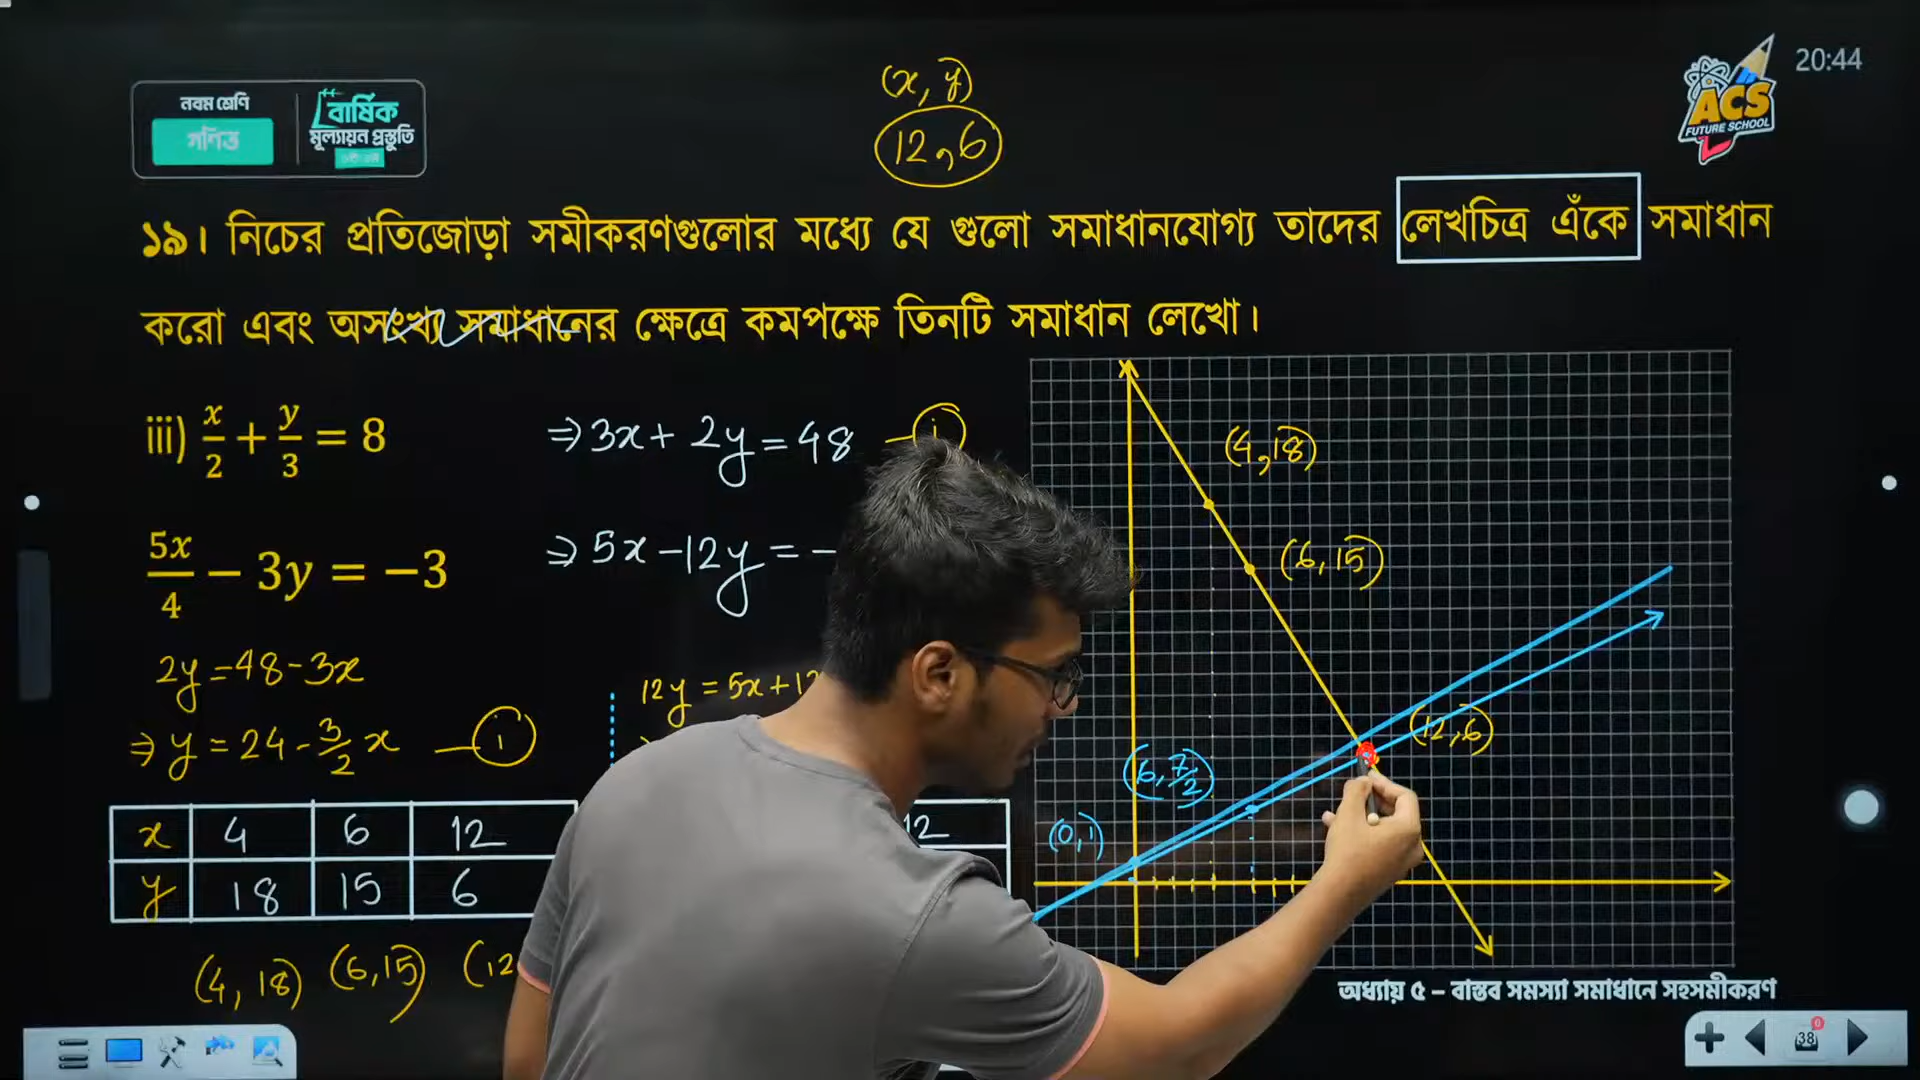 নবম শ্রেণি
গণিত
বার্ষিক
মূল্যায়ন প্রস্তুতি
(x, y)
12, 6
ACS
FUTURE SCHOOL
20:44
১৯। নিচের প্রতিজোড়া সমীকরণগুলোর মধ্যে যে গুলো সমাধানযোগ্য তাদের লেখচিত্র এঁকে সমাধান
করো এবং অসংখ্য সমাধানের ক্ষেত্রে কমপক্ষে তিনটি সমাধান লেখো।
iii) x/2 + y/3 = 8
⇒ 3x + 2y = 48 — i
5x/4 − 3y = −3
⇒ 5x − 12y = −
2y = 48 - 3x
⇒ y = 24 - 3/2 x — i
12y = 5x + 12
x 4 6 12
y 18 15 6
12
(4, 18) (6, 15) (12
(4, 18)
(6, 15)
(12, 6)
(6, 7/2)
(0, 1)
অধ্যায় ৫ – বাস্তব সমস্যা সমাধানে সহসমীকরণ
38
0